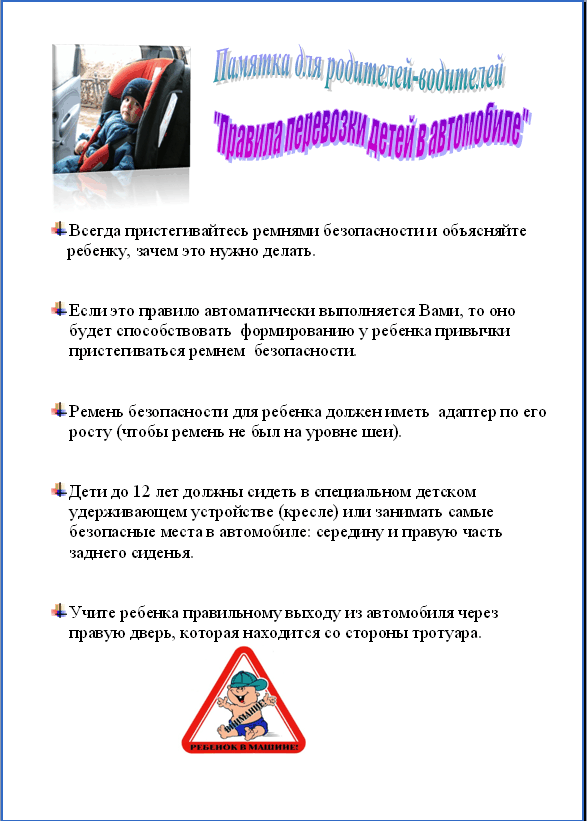 Памятка для родителей-водителей
"Правила перевозки детей в автомобиле"
Всегда пристегивайтесь ремнями безопасности и объясняйте
ребенку, зачем это нужно делать.
Если это правило автоматически выполняется Вами, то оно
будет способствовать формированию у ребенка привычки
пристегиваться ремнем безопасности.
Ремень безопасности для ребенка должен иметь адаптер по его
росту (чтобы ремень не был на уровне шеи).
Дети до 12 лет должны сидеть в специальном детском
удерживающем устройстве (кресле) или занимать самые
безопасные места в автомобиле: середину и правую часть
заднего сиденья.
Учите ребенка правильному выходу из автомобиля через
правую дверь, которая находится со стороны тротуара.
ВНИМАНИЕ!
РЕБЕНОК В МАШИНЕ!